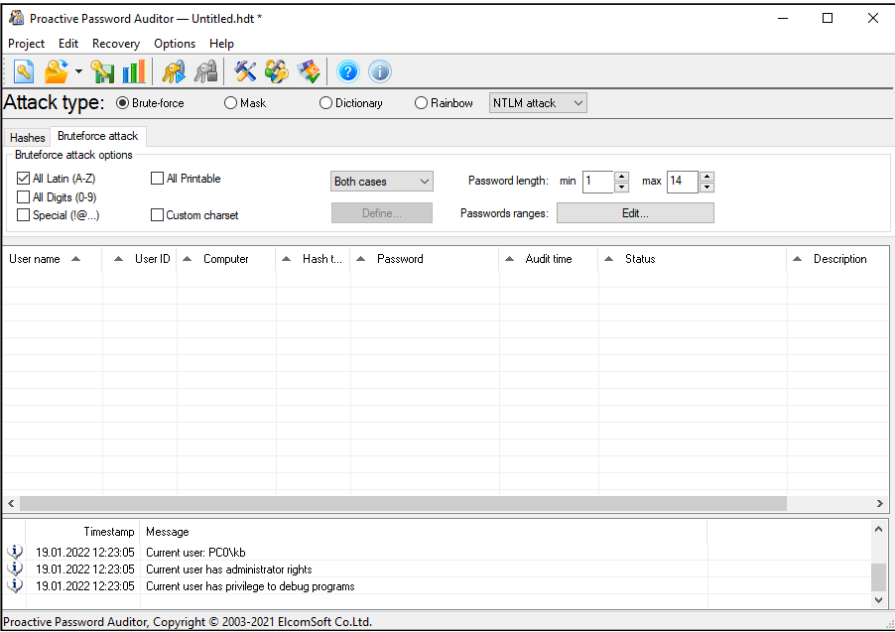 Proactive Password Auditor — Untitled.hdt *
Project Edit Recovery Options Help
Attack type: Brute-force Mask Dictionary Rainbow NTLM attack
Hashes Bruteforce attack
Bruteforce attack options
All Latin (A-Z) All Printable Both cases Password length: min 1 max 14
All Digits (0-9)
Special (!@...) Custom charset Define... Passwords ranges: Edit...
User name User ID Computer Hash t... Password Audit time Status Description
Timestamp Message
19.01.2022 12:23:05 Current user: PC0\kb
19.01.2022 12:23:05 Current user has administrator rights
19.01.2022 12:23:05 Current user has privilege to debug programs
Proactive Password Auditor, Copyright © 2003-2021 ElcomSoft Co.Ltd.